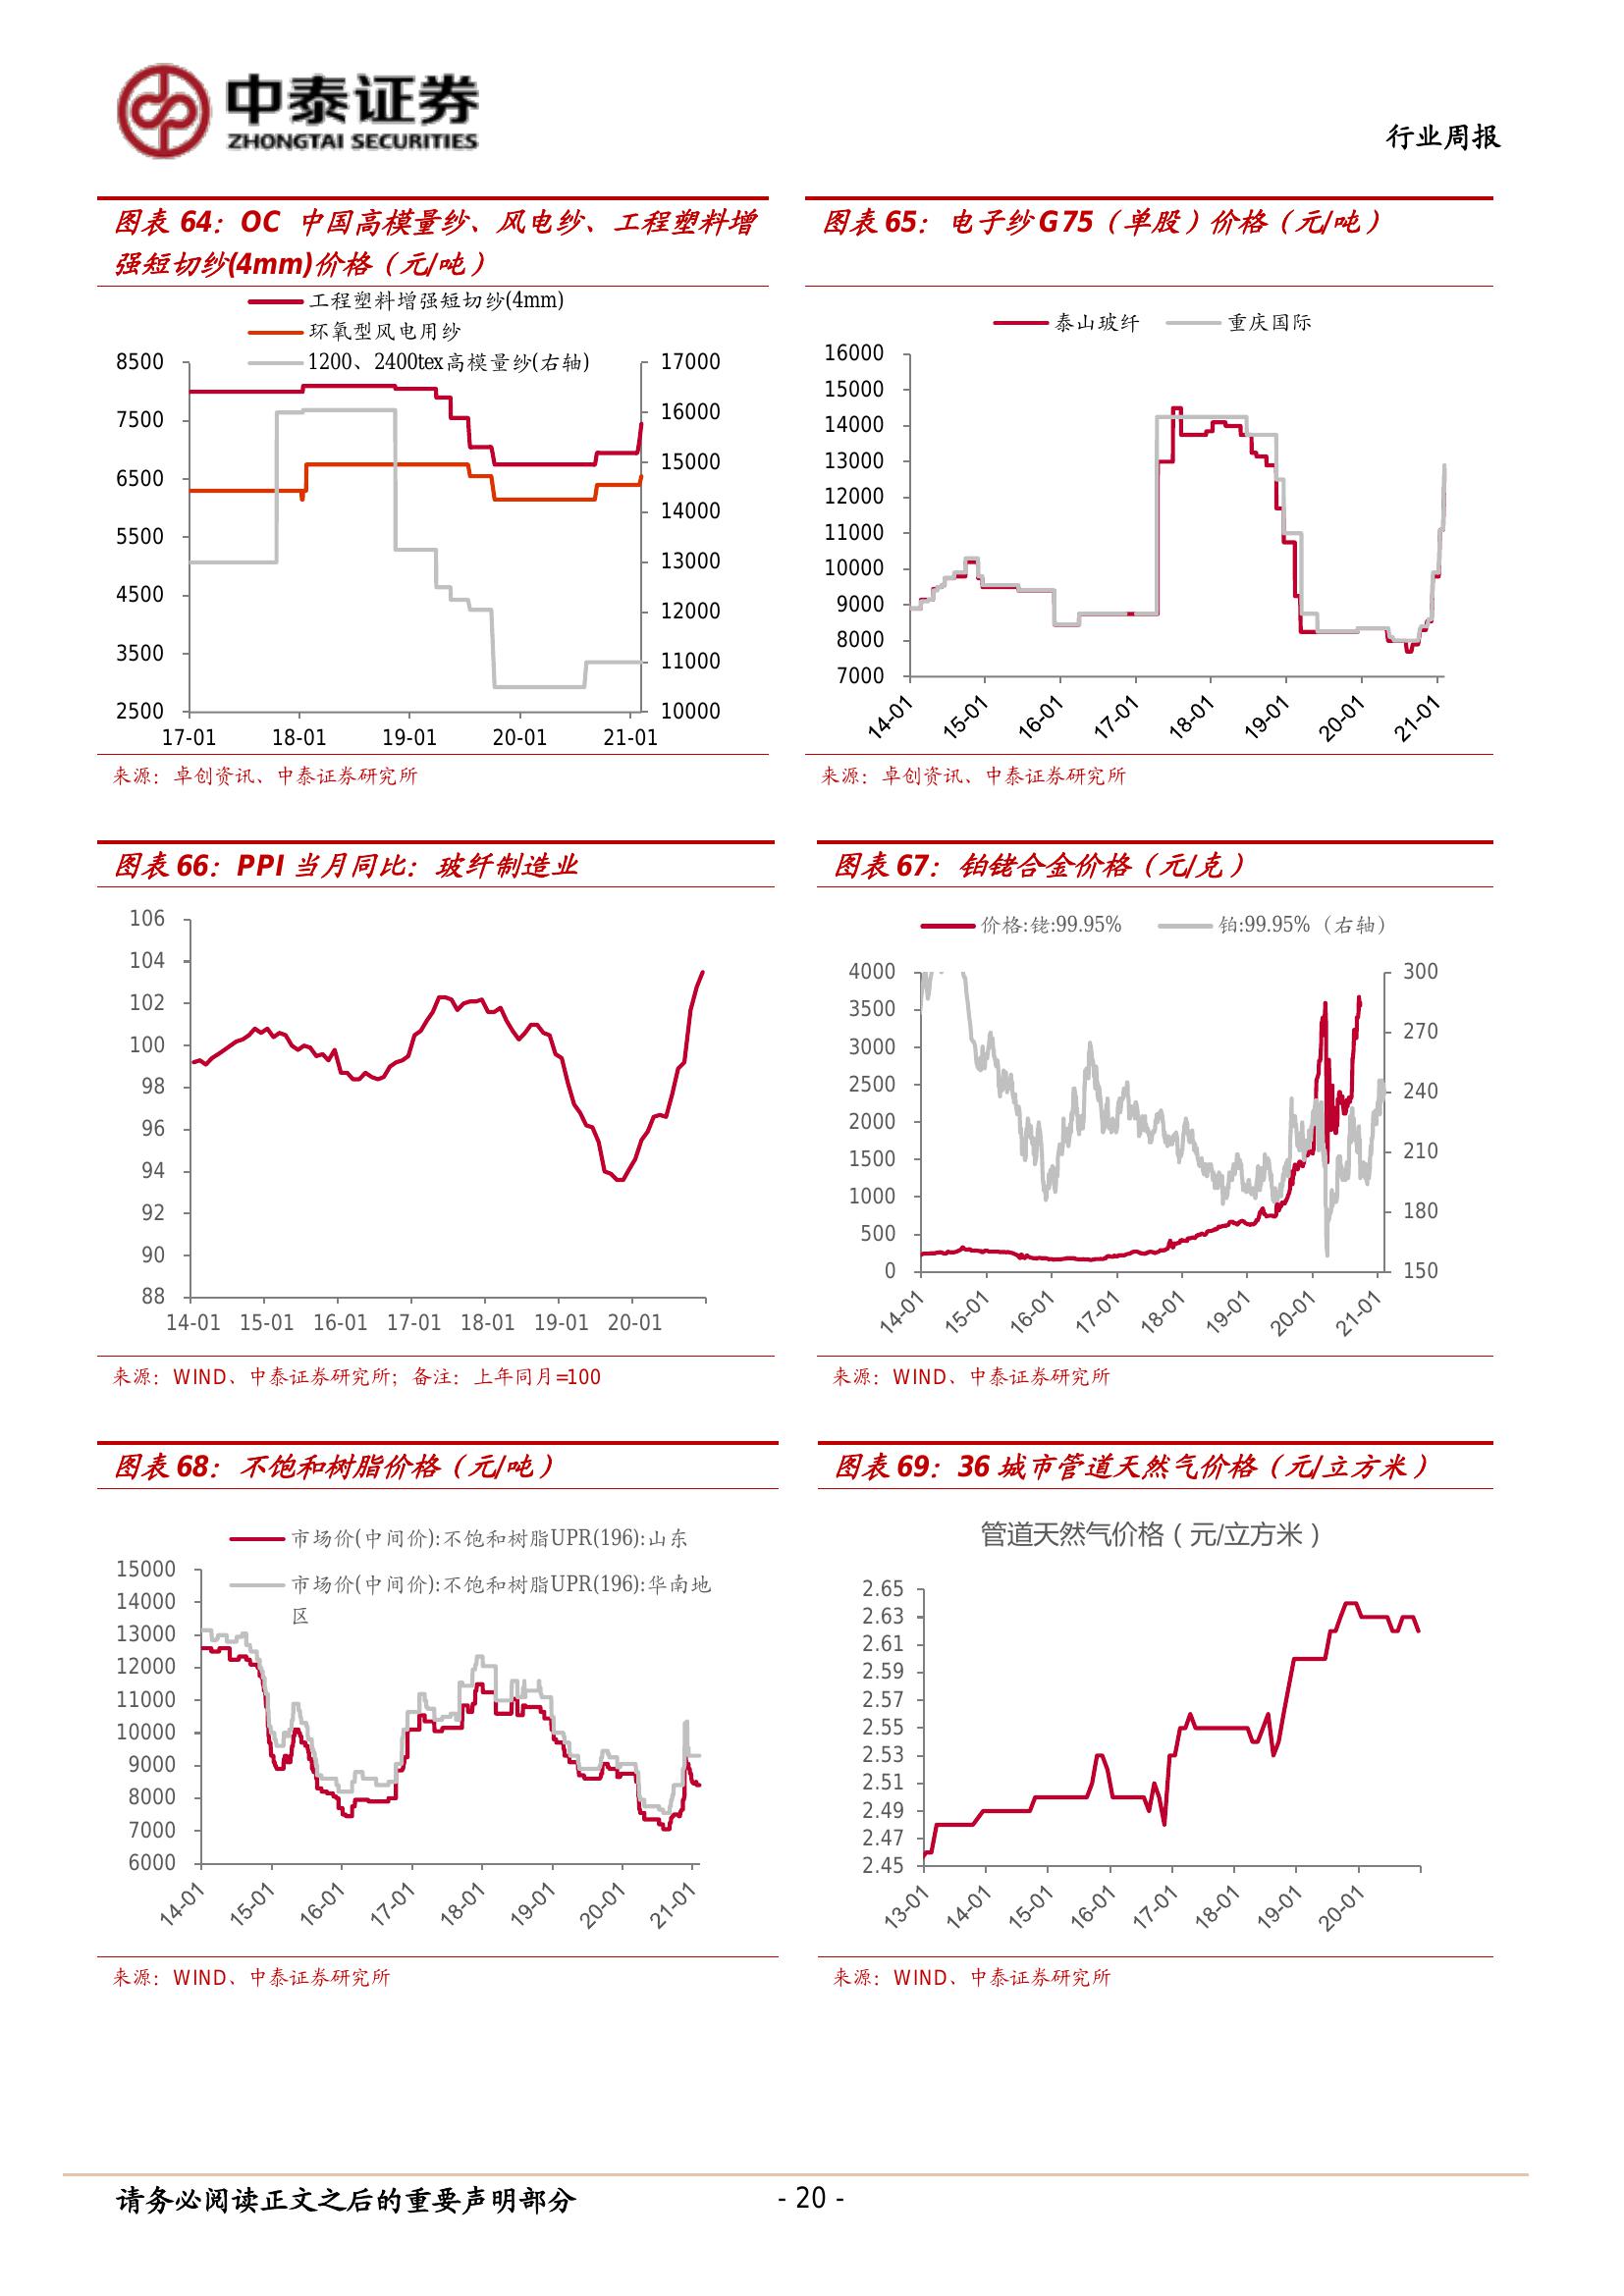 中泰证券
ZHONGTAI SECURITIES
行业周报
图表 64：OC 中国高模量纱、风电纱、工程塑料增
强短切纱(4mm)价格（元/吨）
工程塑料增强短切纱(4mm)
环氧型风电用纱
1200、2400tex高模量纱(右轴)
8500
7500
6500
5500
4500
3500
2500
17000
16000
15000
14000
13000
12000
11000
10000
17-01 18-01 19-01 20-01 21-01
来源：卓创资讯、中泰证券研究所
图表 65：电子纱 G75（单股）价格（元/吨）
泰山玻纤 重庆国际
16000
15000
14000
13000
12000
11000
10000
9000
8000
7000
14-01 15-01 16-01 17-01 18-01 19-01 20-01 21-01
来源：卓创资讯、中泰证券研究所
图表 66：PPI 当月同比：玻纤制造业
106
104
102
100
98
96
94
92
90
88
14-01 15-01 16-01 17-01 18-01 19-01 20-01
来源：WIND、中泰证券研究所；备注：上年同月=100
图表 67：铂铑合金价格（元/克）
价格:铑:99.95% 铂:99.95%（右轴）
4000
3500
3000
2500
2000
1500
1000
500
0
300
270
240
210
180
150
14-01 15-01 16-01 17-01 18-01 19-01 20-01 21-01
来源：WIND、中泰证券研究所
图表 68：不饱和树脂价格（元/吨）
市场价(中间价):不饱和树脂UPR(196):山东
市场价(中间价):不饱和树脂UPR(196):华南地
区
15000
14000
13000
12000
11000
10000
9000
8000
7000
6000
14-01 15-01 16-01 17-01 18-01 19-01 20-01 21-01
来源：WIND、中泰证券研究所
图表 69：36 城市管道天然气价格（元/立方米）
管道天然气价格（元/立方米）
2.65
2.63
2.61
2.59
2.57
2.55
2.53
2.51
2.49
2.47
2.45
13-01 14-01 15-01 16-01 17-01 18-01 19-01 20-01
来源：WIND、中泰证券研究所
请务必阅读正文之后的重要声明部分
- 20 -